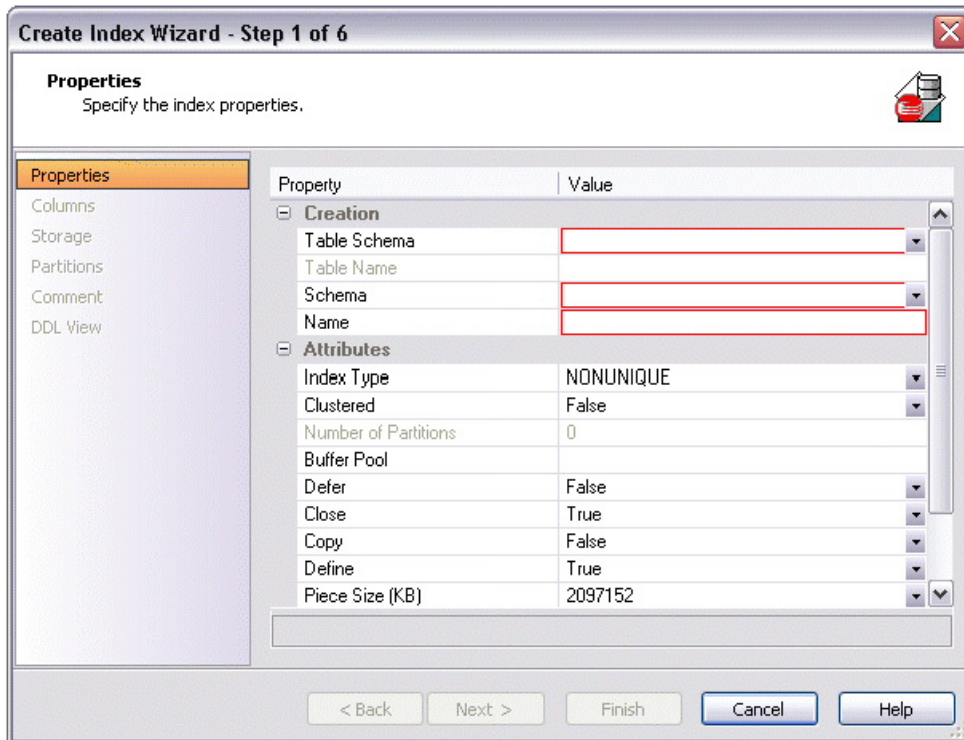 Create Index Wizard - Step 1 of 6
Properties
Specify the index properties.
Properties
Columns
Storage
Partitions
Comment
DDL View
Property Value
Creation
Table Schema
Table Name
Schema
Name
Attributes
Index Type NONUNIQUE
Clustered False
Number of Partitions 0
Buffer Pool
Defer False
Close True
Copy False
Define True
Piece Size (KB) 2097152
< Back Next > Finish Cancel Help